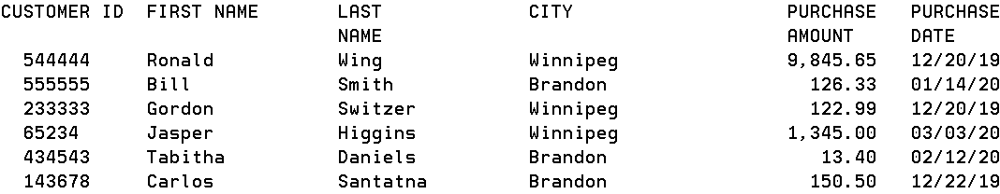 CUSTOMER ID FIRST NAME LAST CITY PURCHASE PURCHASE
NAME AMOUNT DATE
544444 Ronald Wing Winnipeg 9,845.65 12/20/19
555555 Bill Smith Brandon 126.33 01/14/20
233333 Gordon Switzer Winnipeg 122.99 12/20/19
65234 Jasper Higgins Winnipeg 1,345.00 03/03/20
434543 Tabitha Daniels Brandon 13.40 02/12/20
143678 Carlos Santatna Brandon 150.50 12/22/19